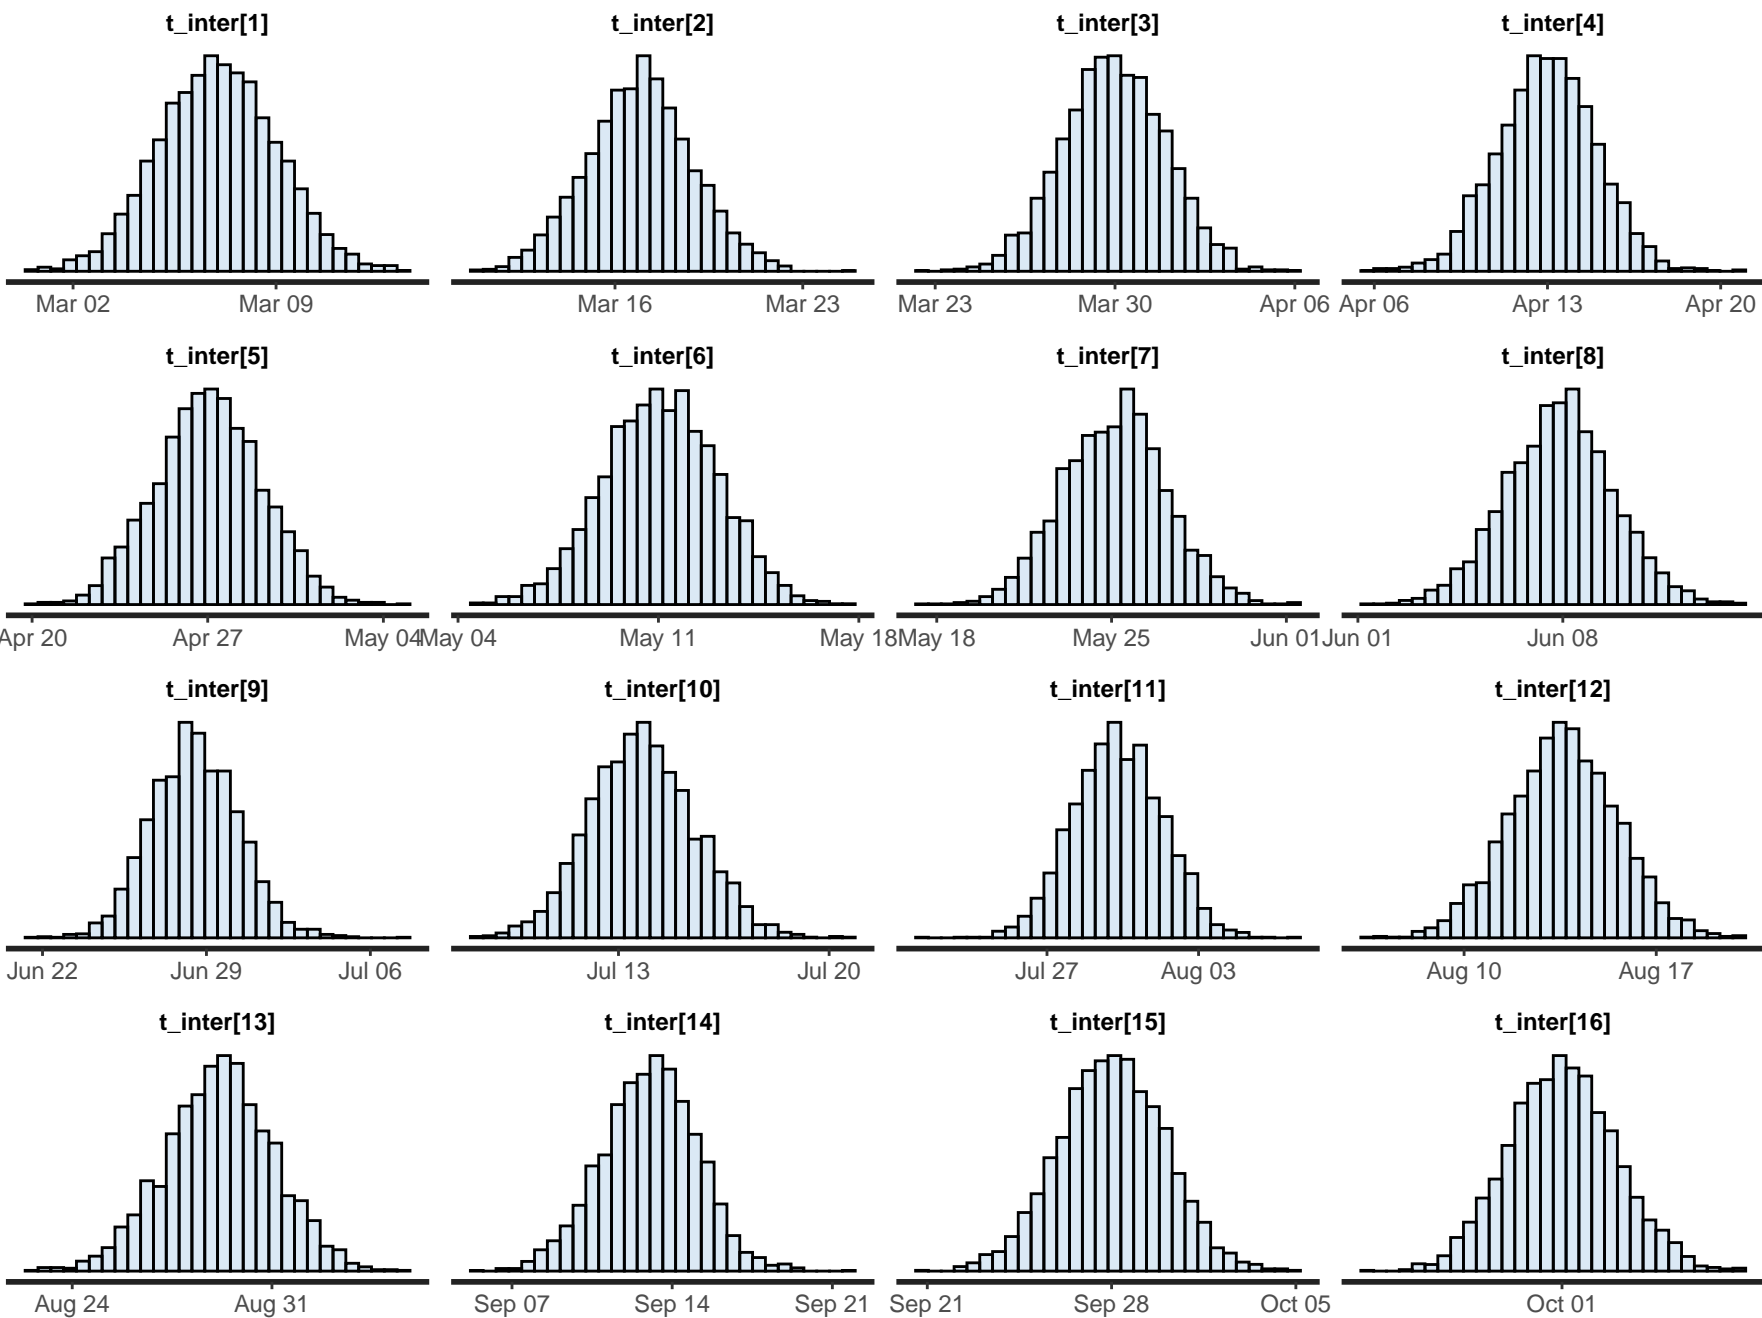 t_inter[1] t_inter[2] t_inter[3] t_inter[4]
Mar 02 Mar 09 Mar 16 Mar 23 Mar 23 Mar 30 Apr 06 Apr 06 Apr 13 Apr 20
t_inter[5] t_inter[6] t_inter[7] t_inter[8]
Apr 20 Apr 27 May 04 May 04 May 11 May 18 May 18 May 25 Jun 01 Jun 01 Jun 08
t_inter[9] t_inter[10] t_inter[11] t_inter[12]
Jun 22 Jun 29 Jul 06 Jul 13 Jul 20 Jul 27 Aug 03 Aug 10 Aug 17
t_inter[13] t_inter[14] t_inter[15] t_inter[16]
Aug 24 Aug 31 Sep 07 Sep 14 Sep 21 Sep 21 Sep 28 Oct 05 Oct 01